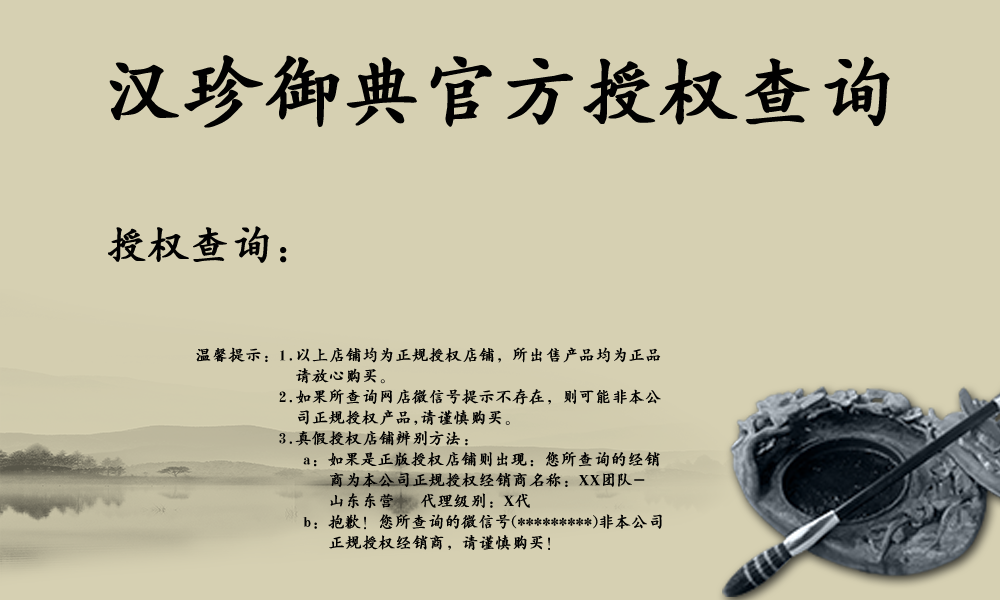 汉珍御典官方授权查询
授权查询：
温馨提示：1.以上店铺均为正规授权店铺，所出售产品均为正品
请放心购买。
2.如果所查询网店微信号提示不存在，则可能非本公
司正规授权产品,请谨慎购买。
3.真假授权店铺辨别方法：
a：如果是正版授权店铺则出现：您所查询的经销
商为本公司正规授权经销商名称：XX团队－
山东东营 代理级别：X代
b：抱歉！您所查询的微信号(*********)非本公司
正规授权经销商，请谨慎购买！